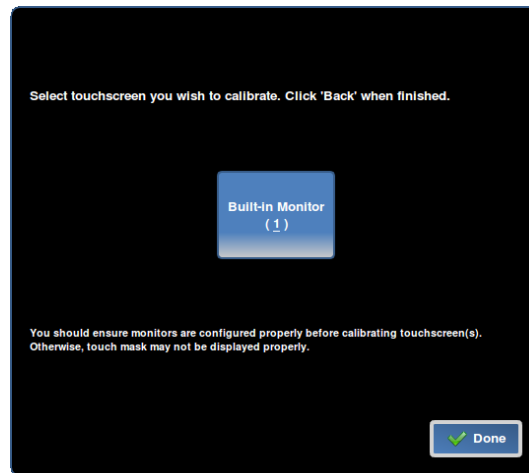 Select touchscreen you wish to calibrate. Click 'Back' when finished.
Built-in Monitor
( 1 )
You should ensure monitors are configured properly before calibrating touchscreen(s).
Otherwise, touch mask may not be displayed properly.
Done